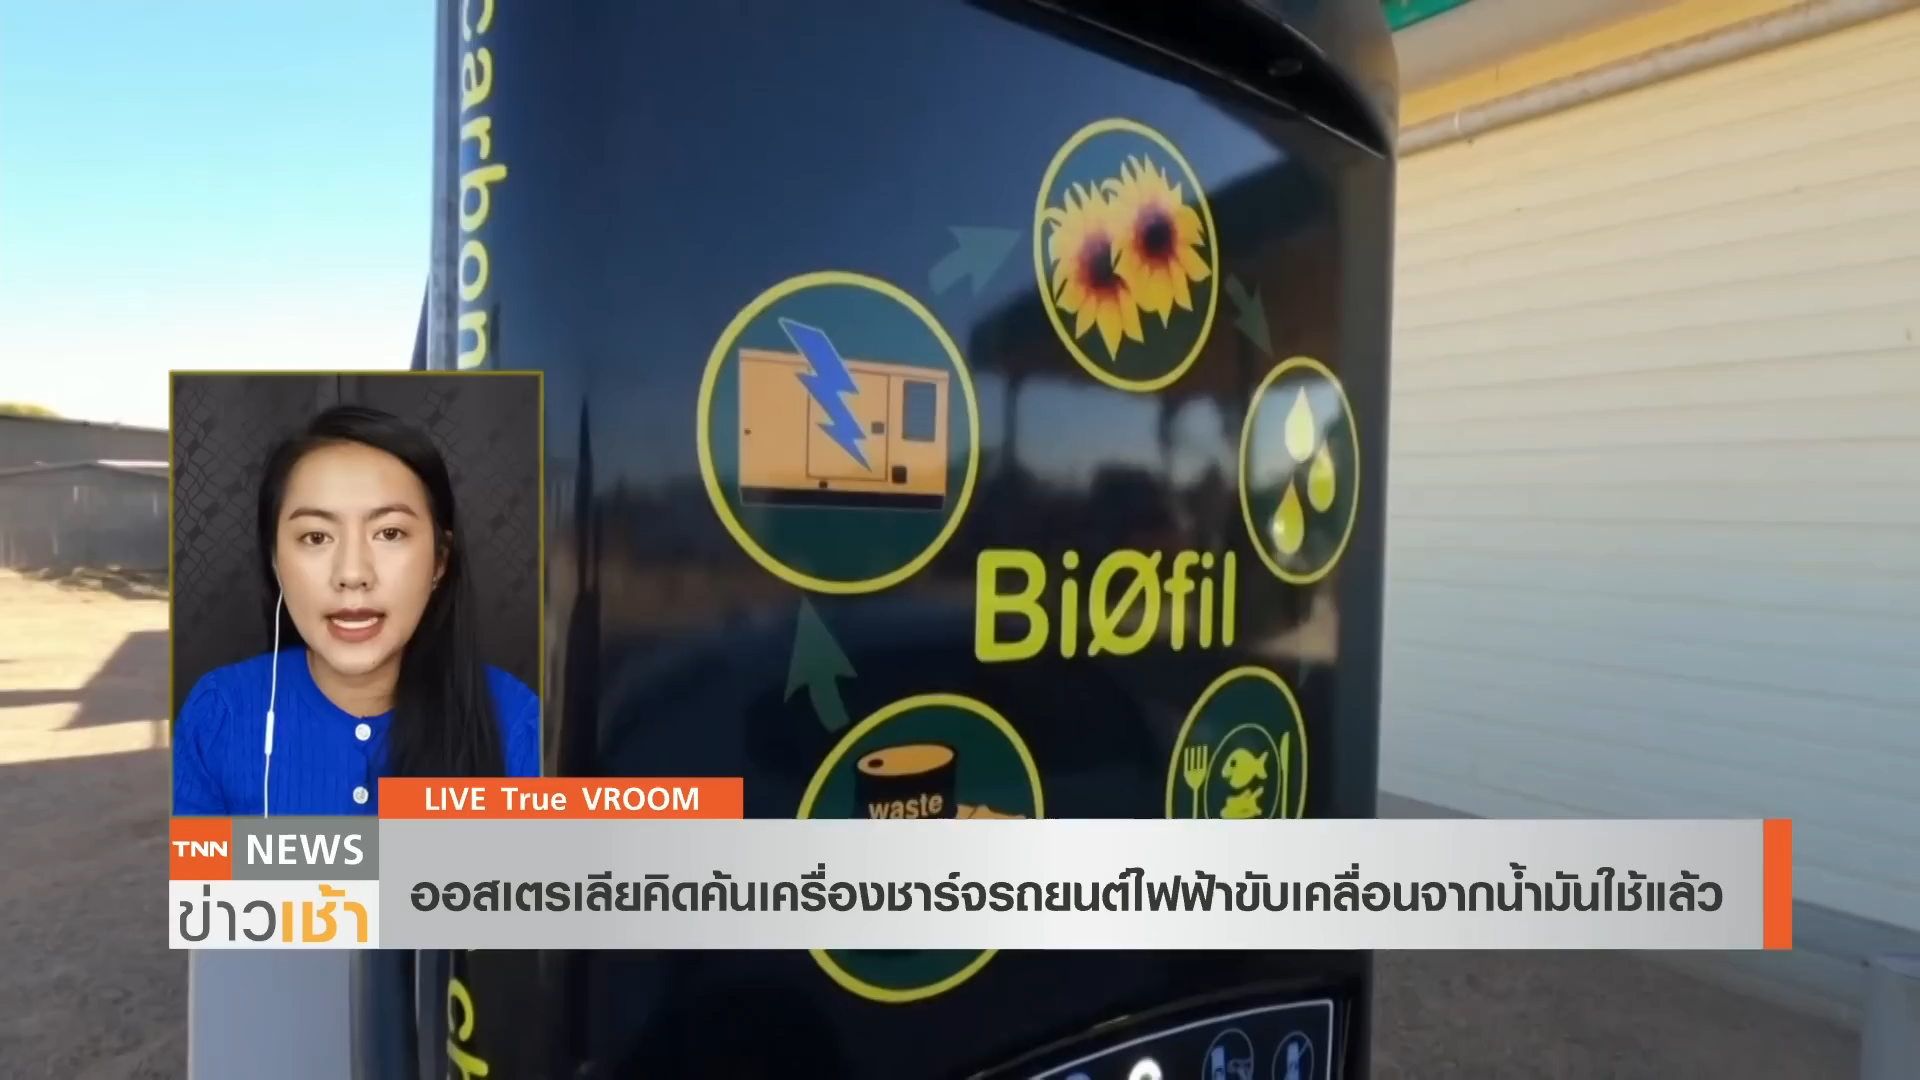 carbon
BiØfil
waste
LIVE True VROOM
TNN NEWS
ข่าวเช้า
ออสเตรเลียคิดค้นเครื่องชาร์จรถยนต์ไฟฟ้าขับเคลื่อนจากน้ำมันใช้แล้ว